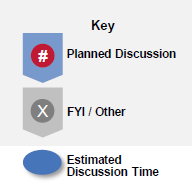 Key
# Planned Discussion
X FYI / Other
Estimated
Discussion Time